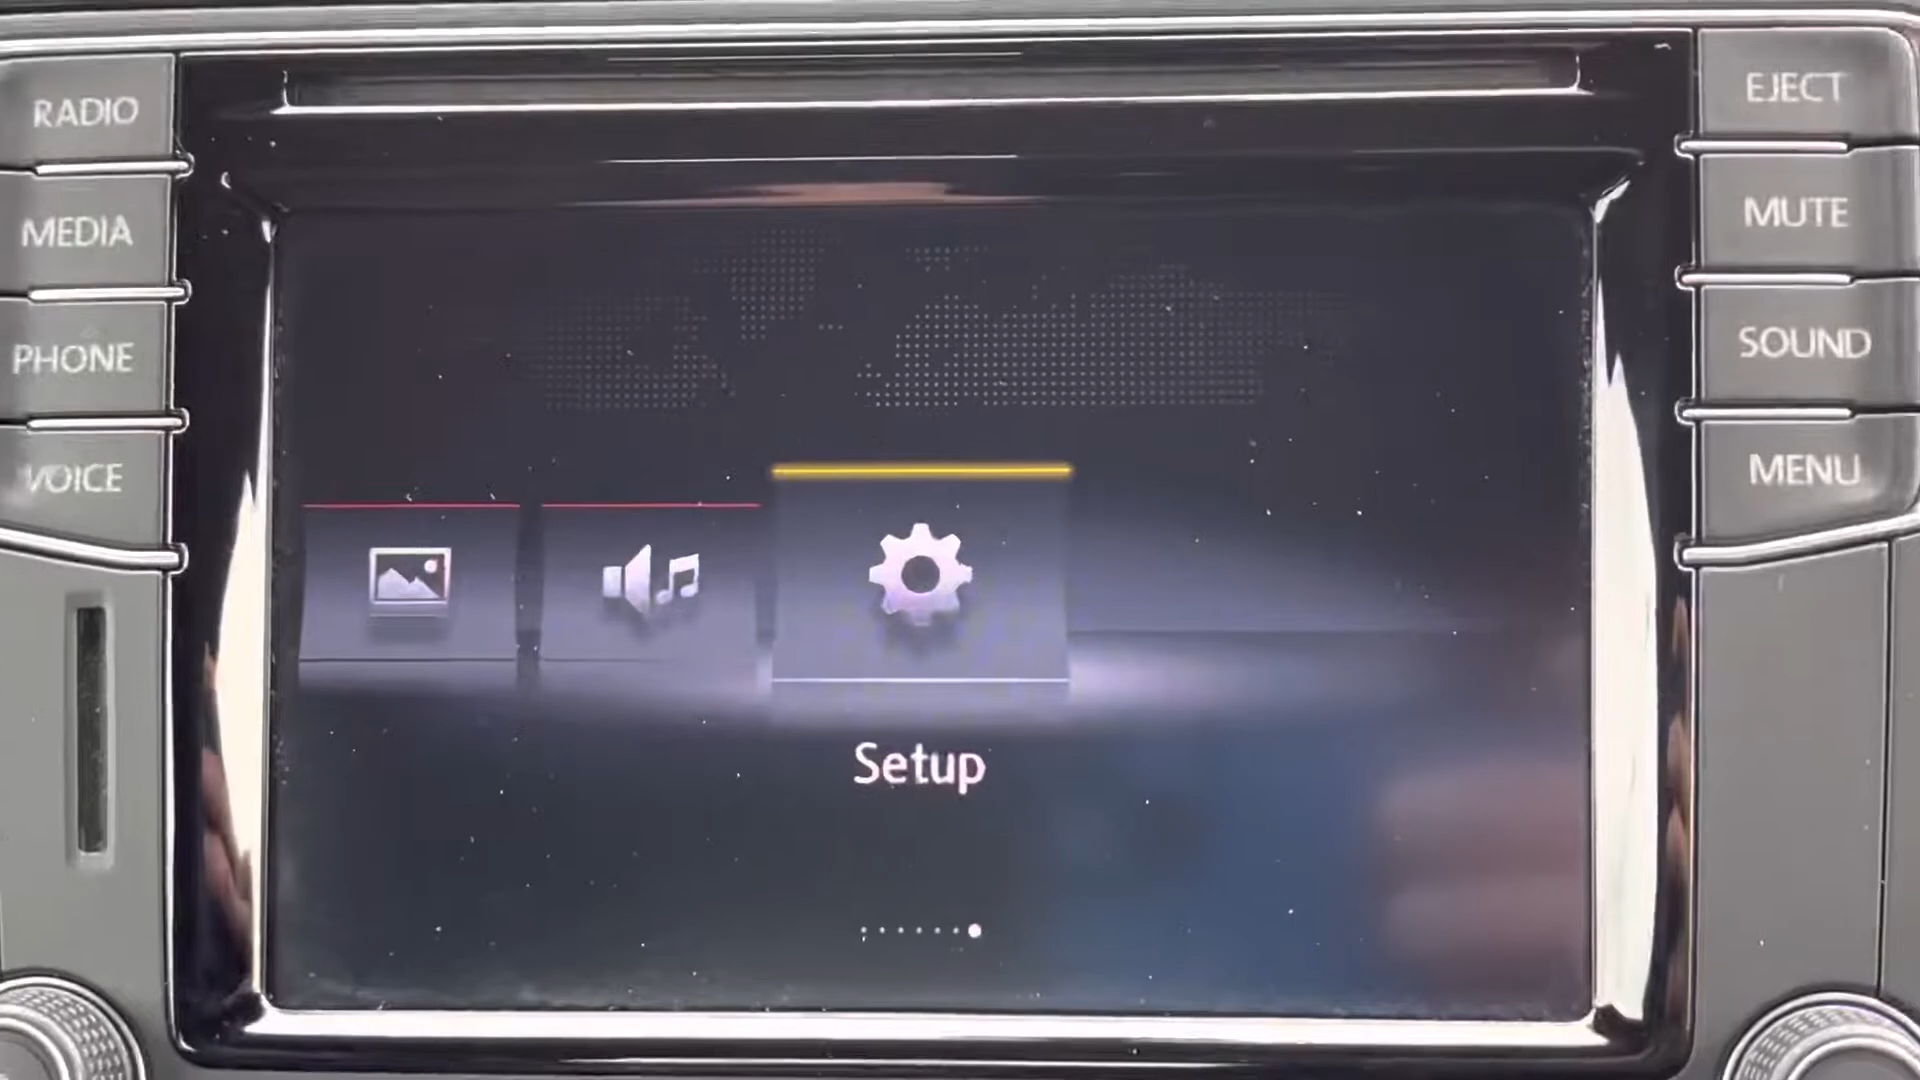 RADIO
MEDIA
PHONE
VOICE
Setup
EJECT
MUTE
SOUND
MENU